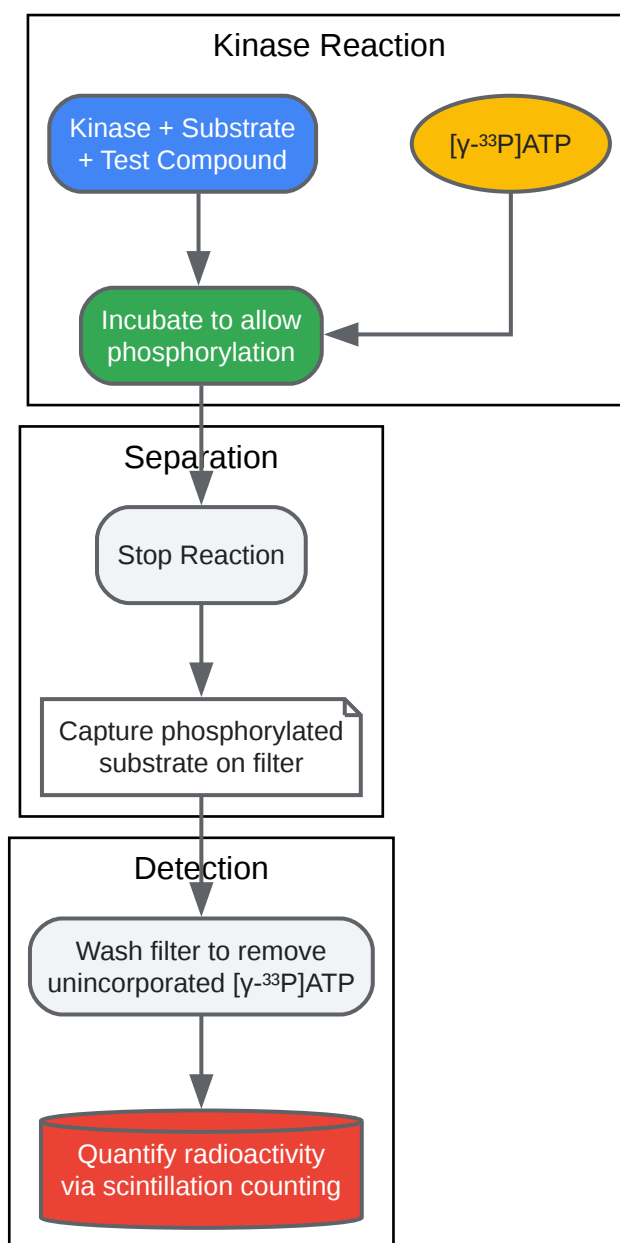 Kinase Reaction
Kinase + Substrate
+ Test Compound
[γ-³³P]ATP
Incubate to allow
phosphorylation
Separation
Stop Reaction
Capture phosphorylated
substrate on filter
Detection
Wash filter to remove
unincorporated [γ-³³P]ATP
Quantify radioactivity
via scintillation counting